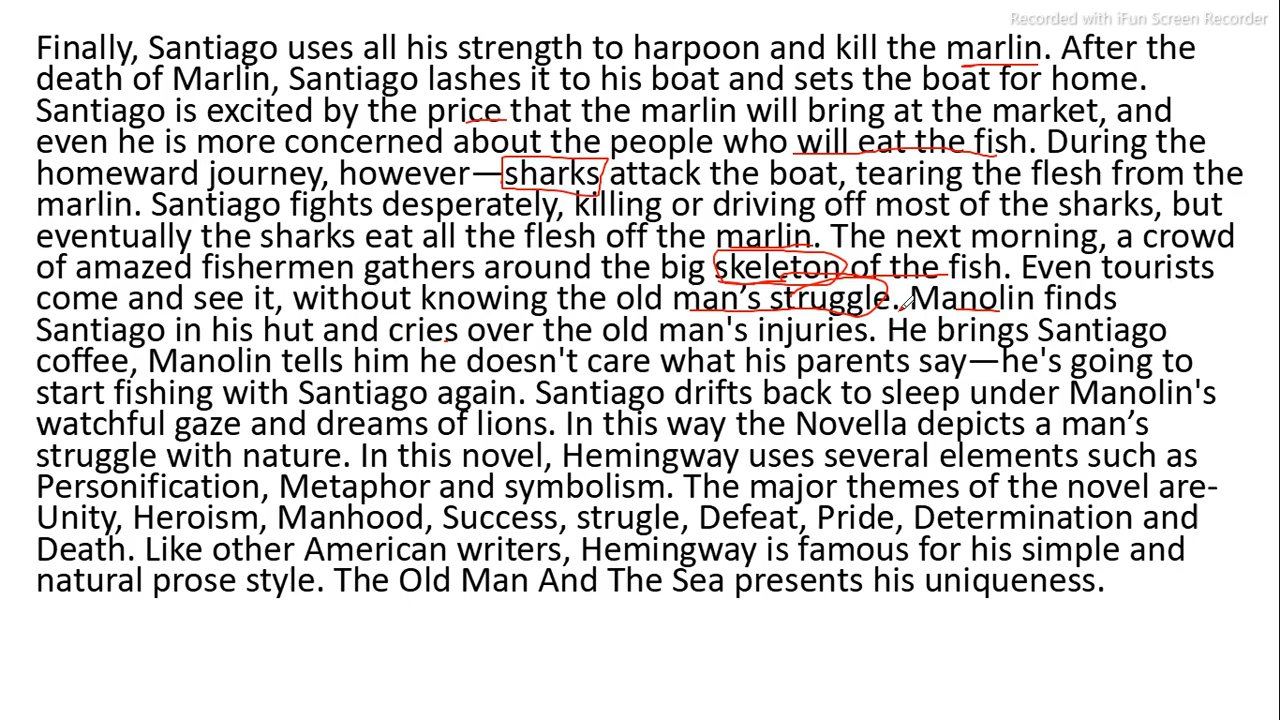 Recorded with iFun Screen Recorder
Finally, Santiago uses all his strength to harpoon and kill the marlin. After the
death of Marlin, Santiago lashes it to his boat and sets the boat for home.
Santiago is excited by the price that the marlin will bring at the market, and
even he is more concerned about the people who will eat the fish. During the
homeward journey, however—sharks attack the boat, tearing the flesh from the
marlin. Santiago fights desperately, killing or driving off most of the sharks, but
eventually the sharks eat all the flesh off the marlin. The next morning, a crowd
of amazed fishermen gathers around the big skeleton of the fish. Even tourists
come and see it, without knowing the old man’s struggle. Manolin finds
Santiago in his hut and cries over the old man's injuries. He brings Santiago
coffee, Manolin tells him he doesn't care what his parents say—he's going to
start fishing with Santiago again. Santiago drifts back to sleep under Manolin's
watchful gaze and dreams of lions. In this way the Novella depicts a man’s
struggle with nature. In this novel, Hemingway uses several elements such as
Personification, Metaphor and symbolism. The major themes of the novel are-
Unity, Heroism, Manhood, Success, strugle, Defeat, Pride, Determination and
Death. Like other American writers, Hemingway is famous for his simple and
natural prose style. The Old Man And The Sea presents his uniqueness.